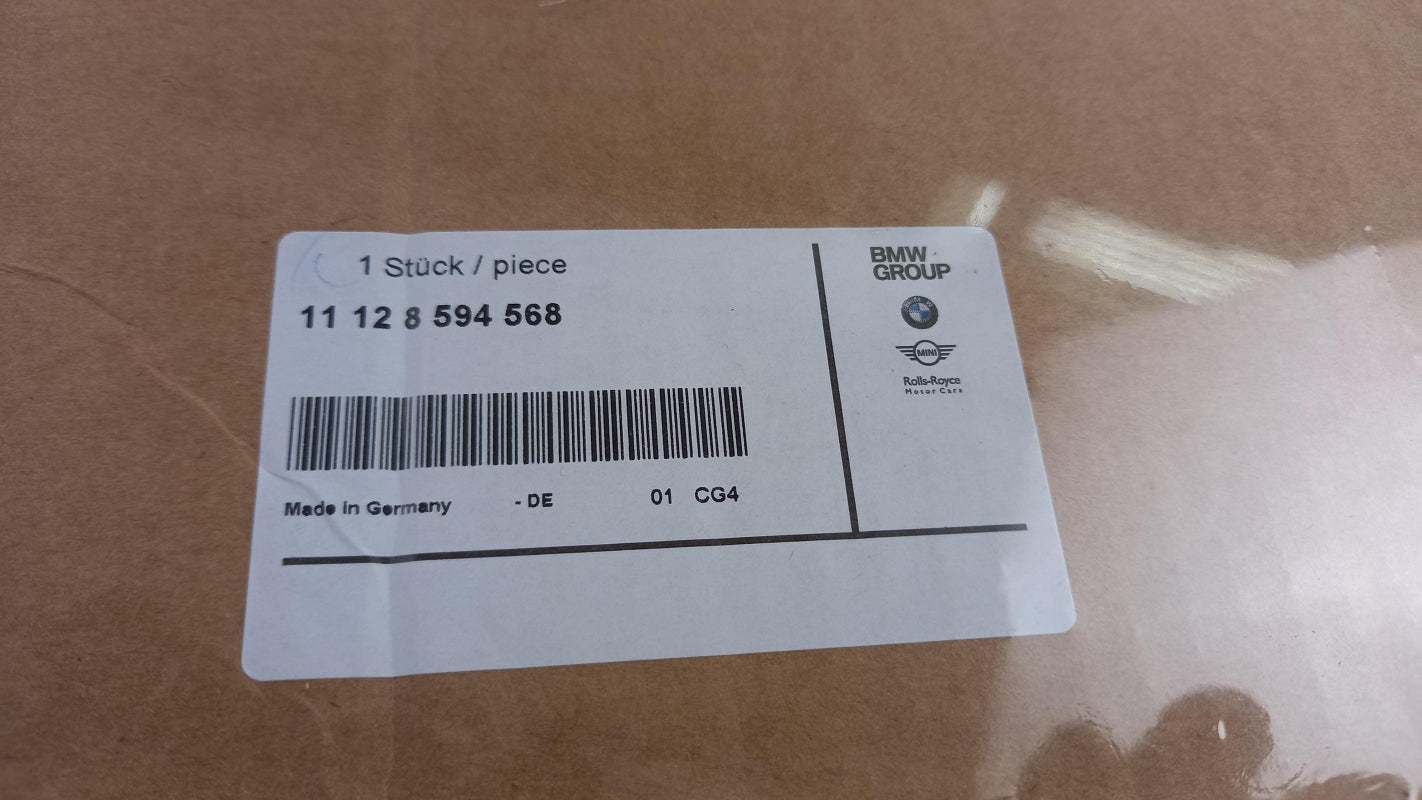 1 Stück / piece
11 12 8 594 568
Made in Germany - DE 01 CG4
BMW
GROUP
BMW
MINI
Rolls-Royce
Motor Cars